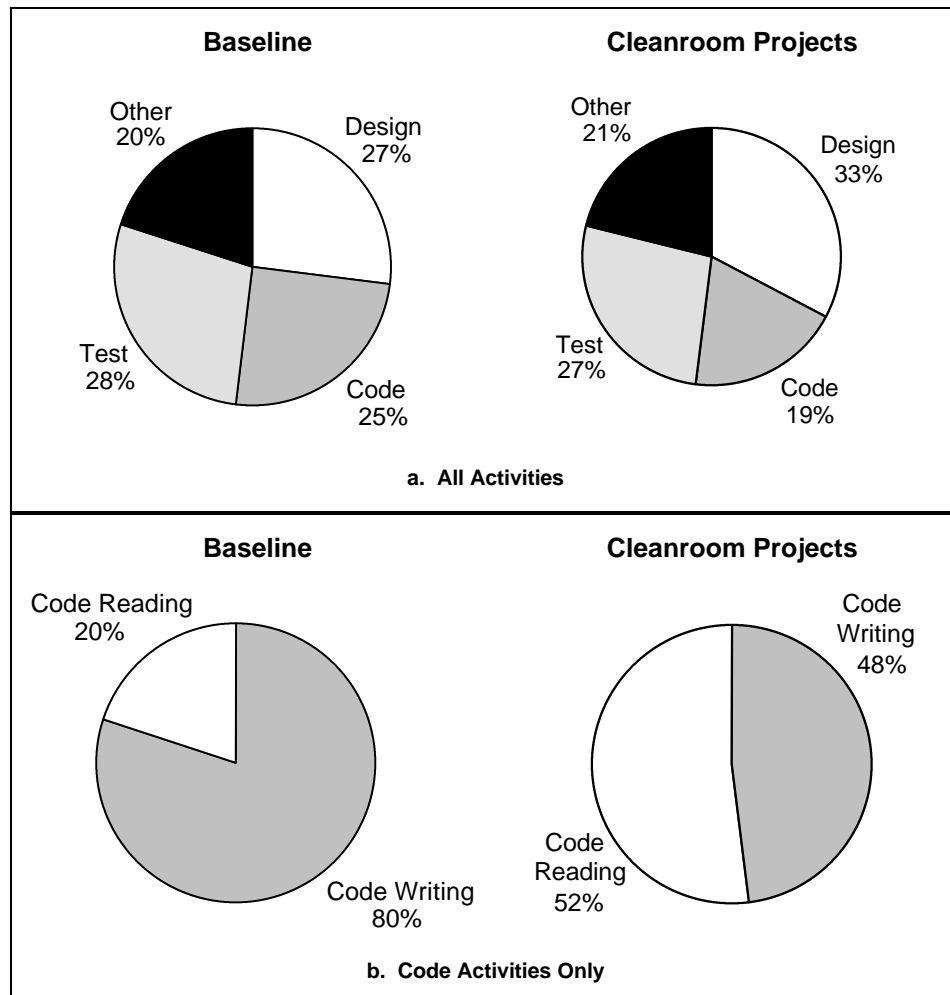 Baseline
Cleanroom Projects
Other
20%
Design
27%
Test
28%
Code
25%
Other
21%
Design
33%
Test
27%
Code
19%
a. All Activities
Baseline
Cleanroom Projects
Code Reading
20%
Code Writing
80%
Code
Writing
48%
Code
Reading
52%
b. Code Activities Only